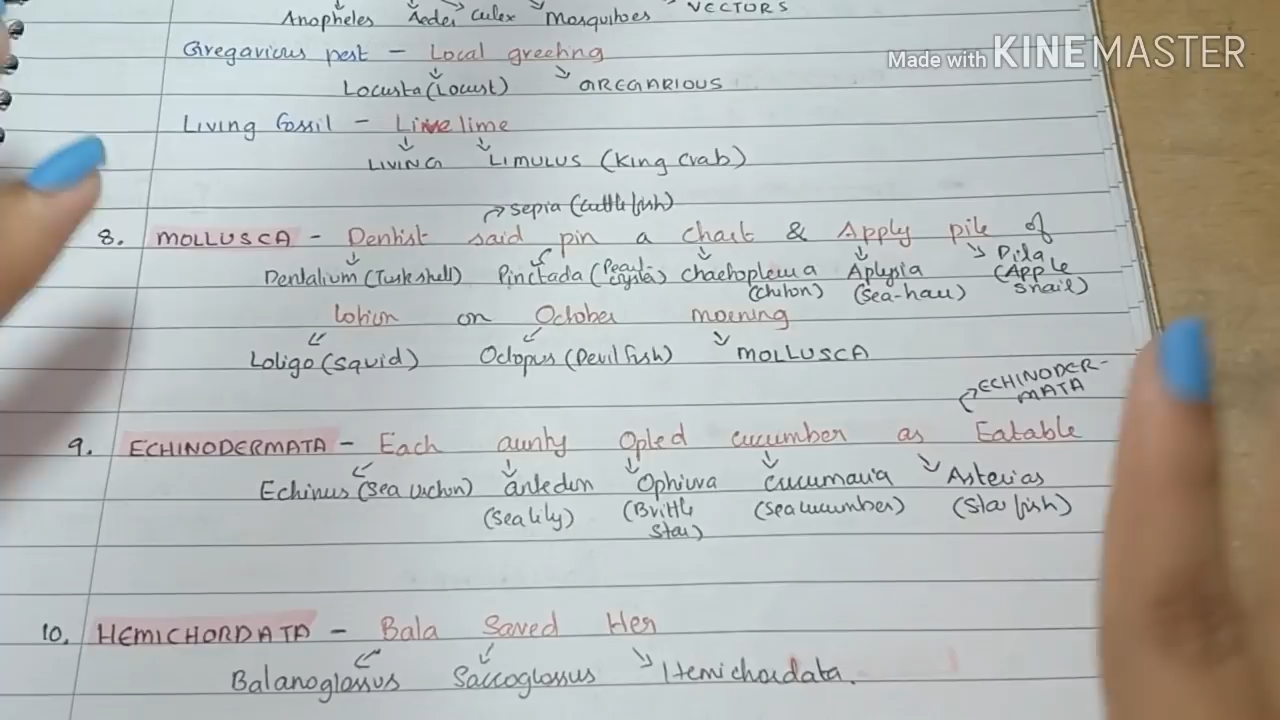 Anopheles Aedes Culex Mosquitoes VECTORS
Made with KINEMASTER
Gregarious pest - Local greeting
Locusta (Locust) GREGARIOUS
Living fossil - Live lime
LIVING LIMULUS (King Crab)
Sepia (Cuttle fish)
8. MOLLUSCA - Dentist said pin a chart & Apply pile of
Dentalium (Tusk shell) Pinctada (Pearl oyster) Chaetopleura (Chiton) Aplysia (Sea-hare) Pila (Apple snail)
lotion on October morning
Loligo (Squid) Octopus (Devil fish) MOLLUSCA
ECHINODER-
MATA
9. ECHINODERMATA - Each aunty Opled cucumber as Eatable
Echinus (Sea urchin) antedon Ophiura Cucumaria Asterias
(Sea lily) (Brittle star) (Sea cucumber) (Star fish)
10. HEMICHORDATA - Bala Saved Her
Balanoglossus Saccoglossus Hemichordata.